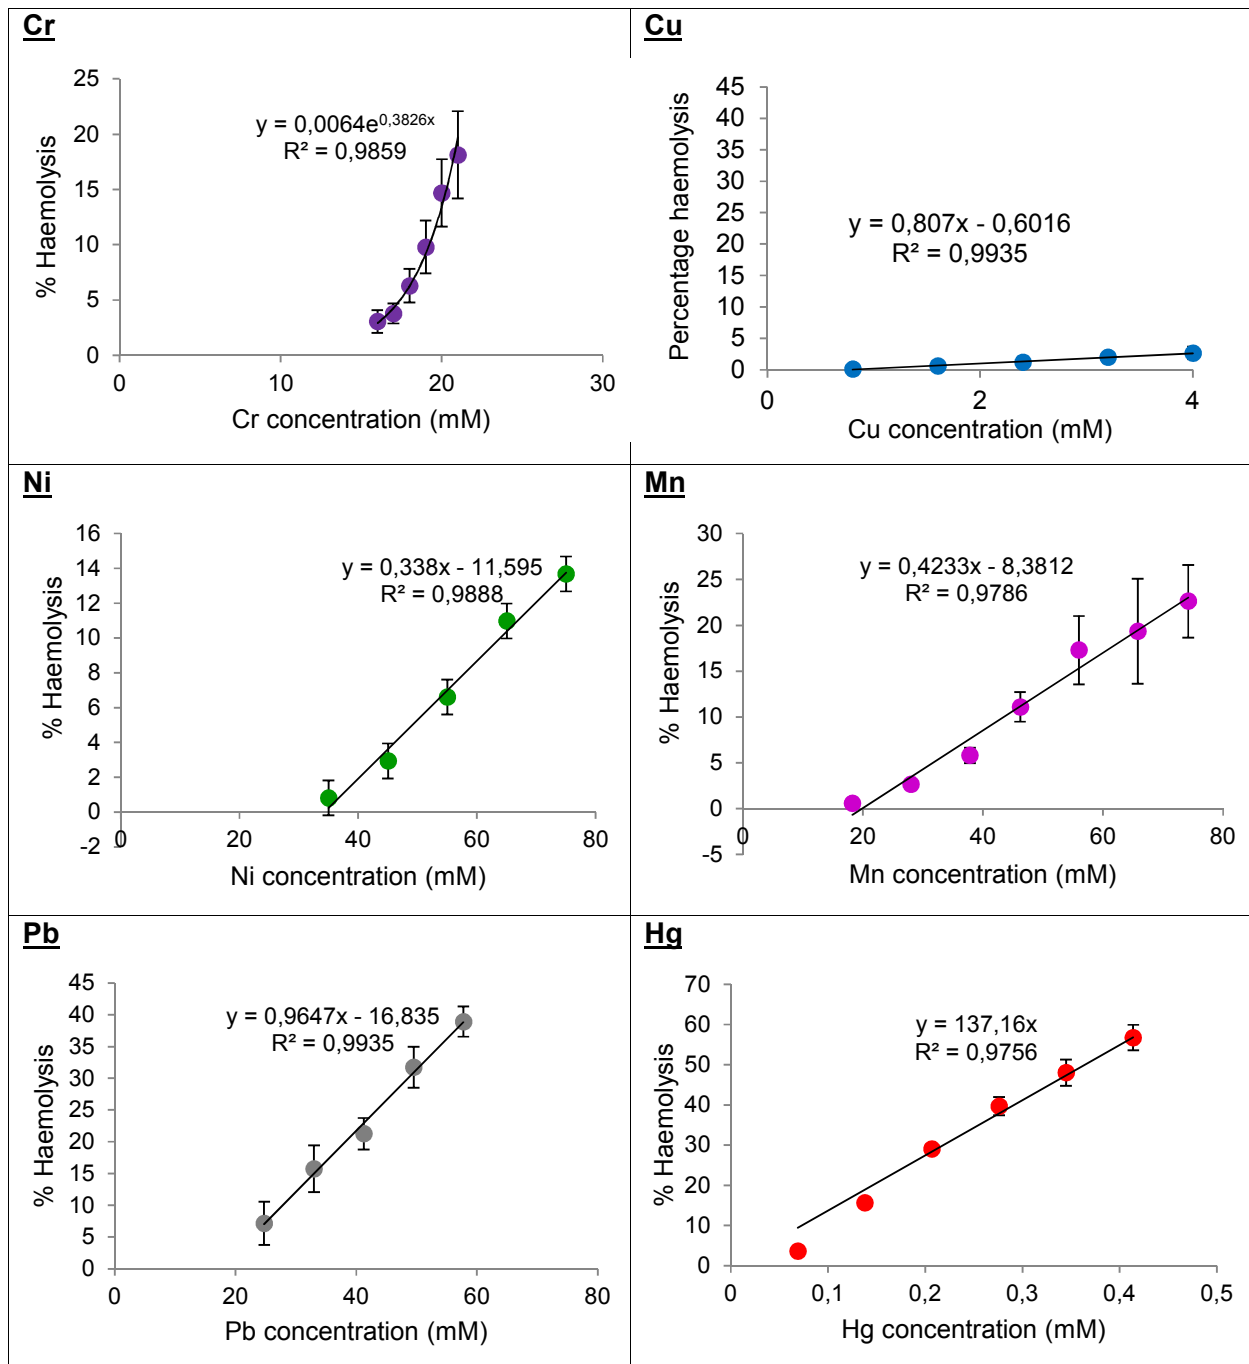 Cr
25
20
15
10
5
0
% Haemolysis
y = 0,0064e^0,3826x
R² = 0,9859
0 10 20 30
Cr concentration (mM)
Cu
45
40
35
30
25
20
15
10
5
0
Percentage haemolysis
y = 0,807x - 0,6016
R² = 0,9935
0 2 4
Cu concentration (mM)
Ni
16
14
12
10
8
6
4
2
0
-2
% Haemolysis
y = 0,338x - 11,595
R² = 0,9888
0 20 40 60 80
Ni concentration (mM)
Mn
30
25
20
15
10
5
0
-5
% Haemolysis
y = 0,4233x - 8,3812
R² = 0,9786
0 20 40 60 80
Mn concentration (mM)
Pb
45
40
35
30
25
20
15
10
5
0
% Haemolysis
y = 0,9647x - 16,835
R² = 0,9935
0 20 40 60 80
Pb concentration (mM)
Hg
70
60
50
40
30
20
10
0
% Haemolysis
y = 137,16x
R² = 0,9756
0 0,1 0,2 0,3 0,4 0,5
Hg concentration (mM)